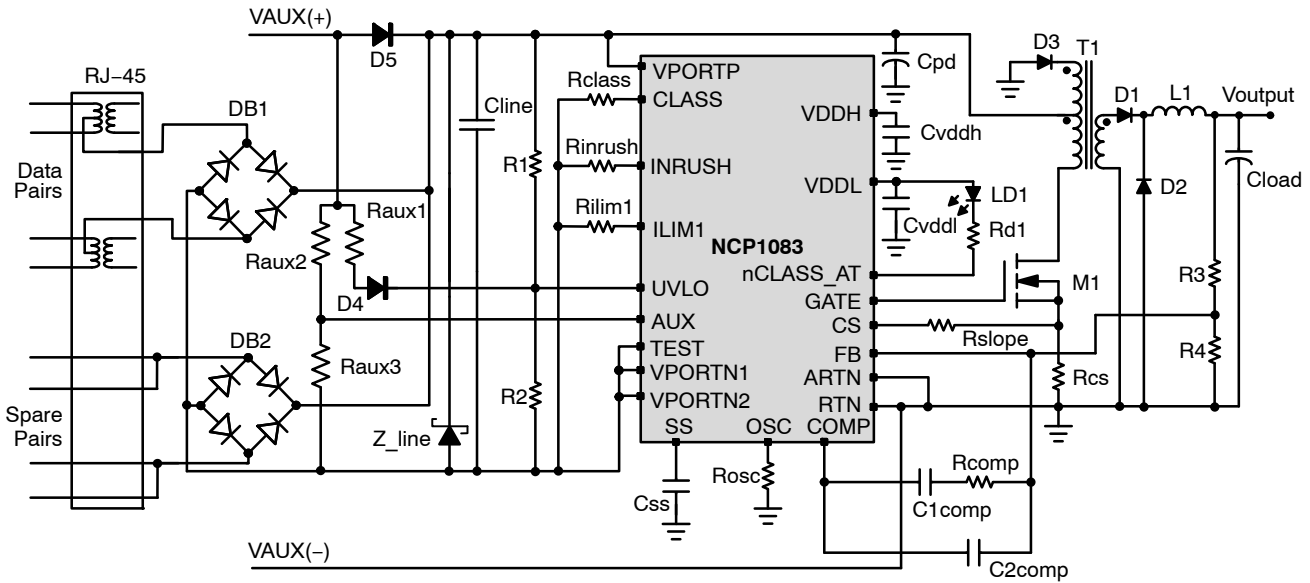 VAUX(+)
D5
RJ–45
Data
Pairs
Spare
Pairs
DB1
DB2
Raux1
Raux2
Raux3
D4
Z_line
Cline
R1
R2
Rclass
Rinrush
Rilim1
VPORTP
CLASS
INRUSH
ILIM1
NCP1083
UVLO
AUX
TEST
VPORTN1
VPORTN2
SS
OSC
COMP
VDDH
VDDL
nCLASS_AT
GATE
CS
FB
ARTN
RTN
Cpd
Cvddh
Cvddl
LD1
Rd1
D3
T1
D1
L1
Voutput
Cload
D2
M1
Rslope
Rcs
R3
R4
Css
Rosc
Rcomp
C1comp
C2comp
VAUX(–)